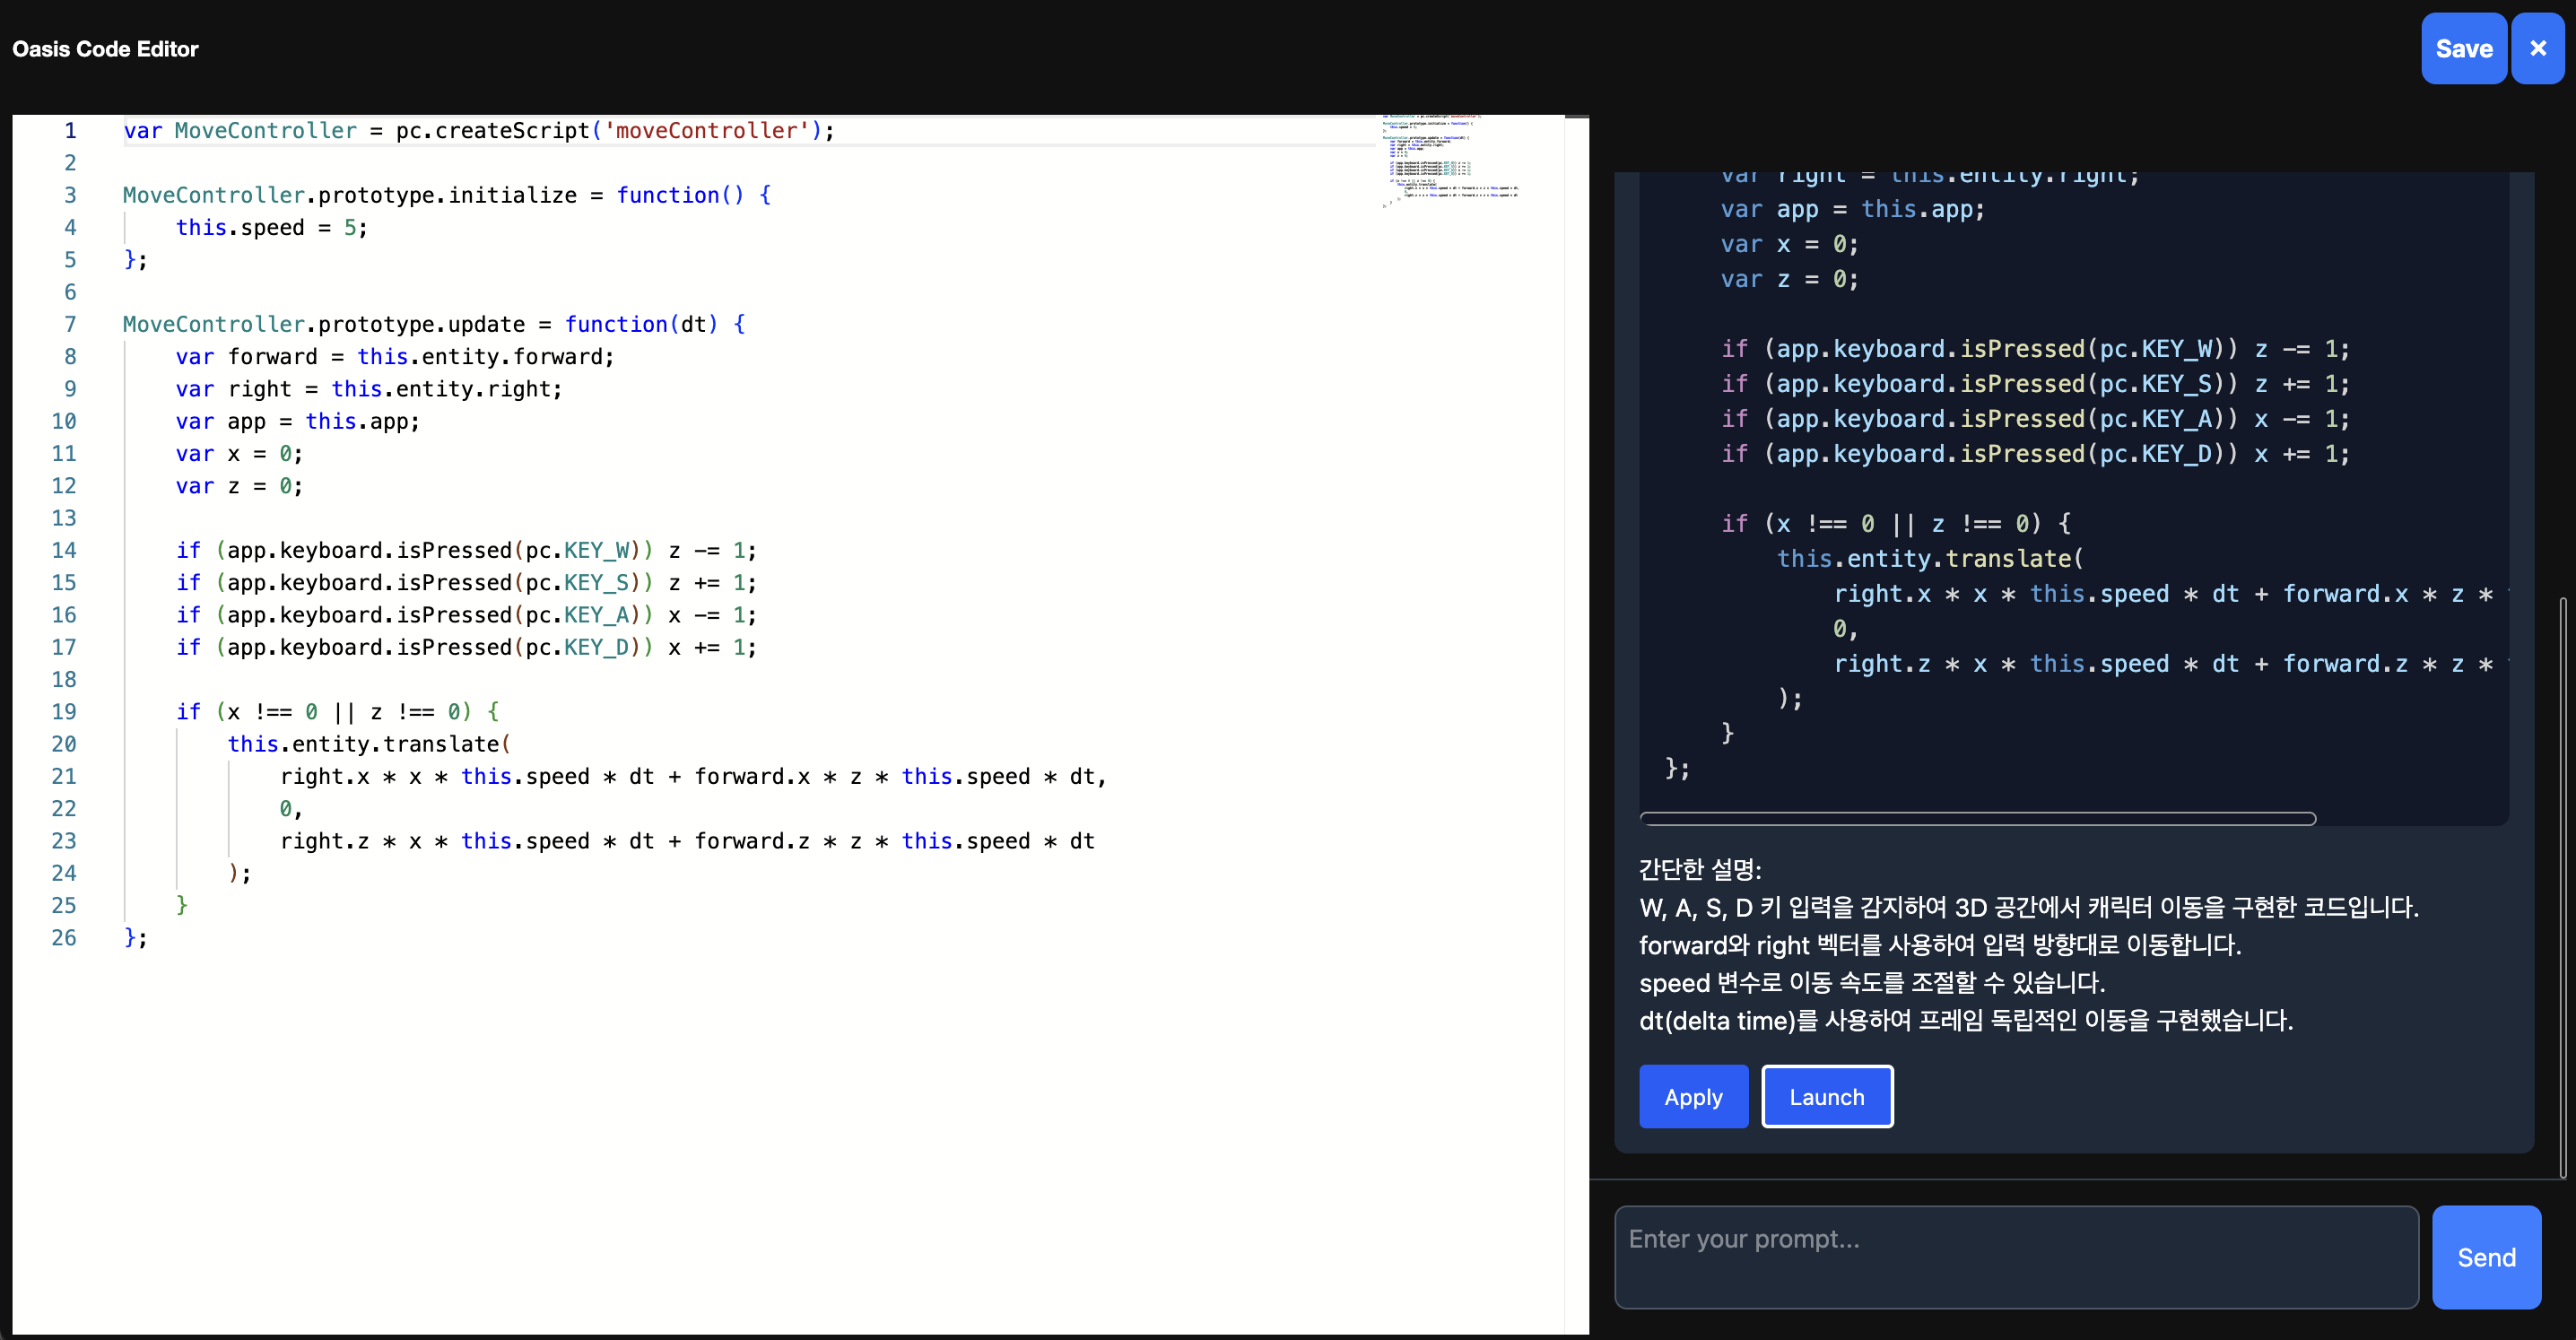 Oasis Code Editor
Save ×
1 var MoveController = pc.createScript('moveController');
2
3 MoveController.prototype.initialize = function() {
4     this.speed = 5;
5 };
6
7 MoveController.prototype.update = function(dt) {
8     var forward = this.entity.forward;
9     var right = this.entity.right;
10     var app = this.app;
11     var x = 0;
12     var z = 0;
13
14     if (app.keyboard.isPressed(pc.KEY_W)) z -= 1;
15     if (app.keyboard.isPressed(pc.KEY_S)) z += 1;
16     if (app.keyboard.isPressed(pc.KEY_A)) x -= 1;
17     if (app.keyboard.isPressed(pc.KEY_D)) x += 1;
18
19     if (x !== 0 || z !== 0) {
20         this.entity.translate(
21             right.x * x * this.speed * dt + forward.x * z * this.speed * dt,
22             0,
23             right.z * x * this.speed * dt + forward.z * z * this.speed * dt
24         );
25     }
26 };
var right = this.entity.right;
var app = this.app;
var x = 0;
var z = 0;
if (app.keyboard.isPressed(pc.KEY_W)) z -= 1;
if (app.keyboard.isPressed(pc.KEY_S)) z += 1;
if (app.keyboard.isPressed(pc.KEY_A)) x -= 1;
if (app.keyboard.isPressed(pc.KEY_D)) x += 1;
if (x !== 0 || z !== 0) {
this.entity.translate(
right.x * x * this.speed * dt + forward.x * z *
0,
right.z * x * this.speed * dt + forward.z * z *
);
}
};
간단한 설명:
W, A, S, D 키 입력을 감지하여 3D 공간에서 캐릭터 이동을 구현한 코드입니다.
forward와 right 벡터를 사용하여 입력 방향대로 이동합니다.
speed 변수로 이동 속도를 조절할 수 있습니다.
dt(delta time)를 사용하여 프레임 독립적인 이동을 구현했습니다.
Apply Launch
Enter your prompt...
Send